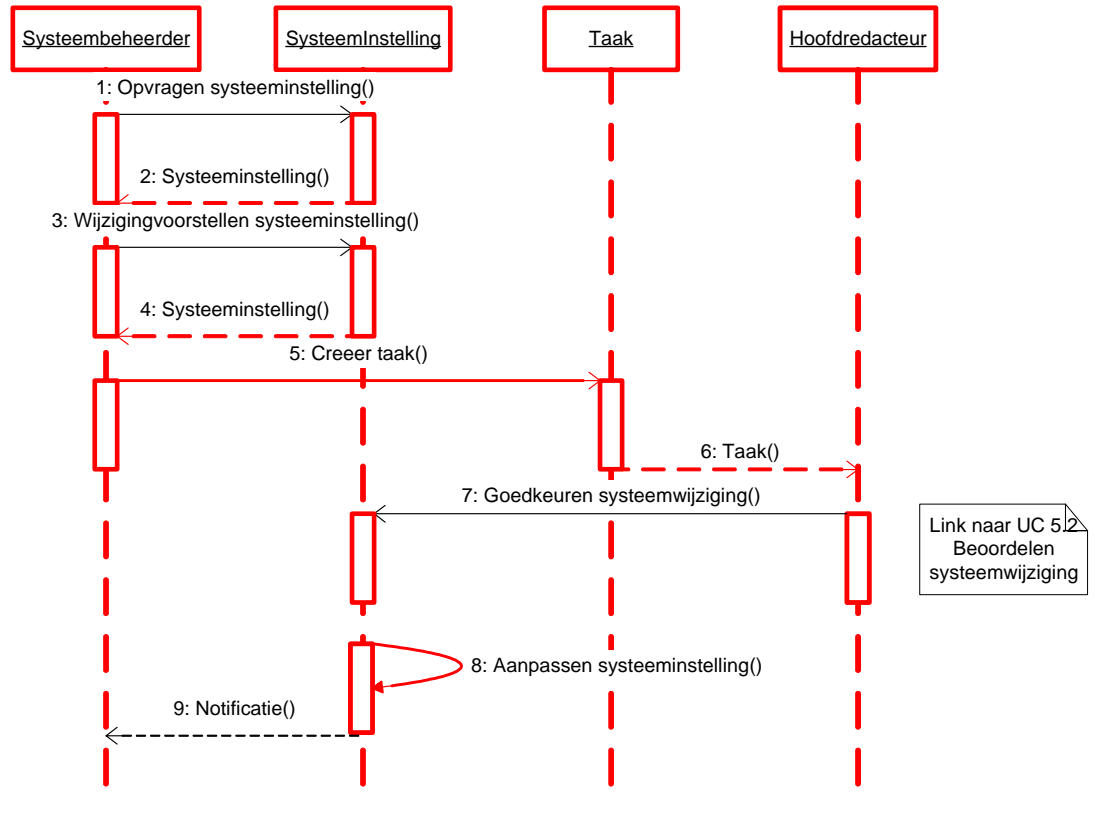 Systeembeheerder
SysteemInstelling
Taak
Hoofdredacteur
1: Opvragen systeeminstelling()
2: Systeeminstelling()
3: Wijzigingvoorstellen systeeminstelling()
4: Systeeminstelling()
5: Creeer taak()
6: Taak()
7: Goedkeuren systeemwijziging()
Link naar UC 5.2
Beoordelen
systeemwijziging
8: Aanpassen systeeminstelling()
9: Notificatie()